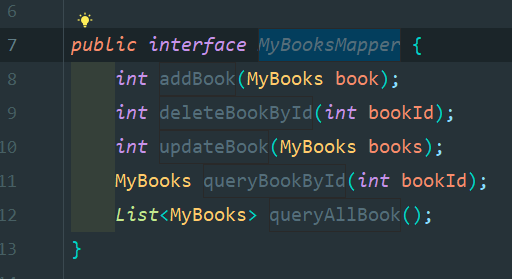 6
7 public interface MyBooksMapper {
8 int addBook(MyBooks book);
9 int deleteBookById(int bookId);
10 int updateBook(MyBooks books);
11 MyBooks queryBookById(int bookId);
12 List<MyBooks> queryAllBook();
13 }